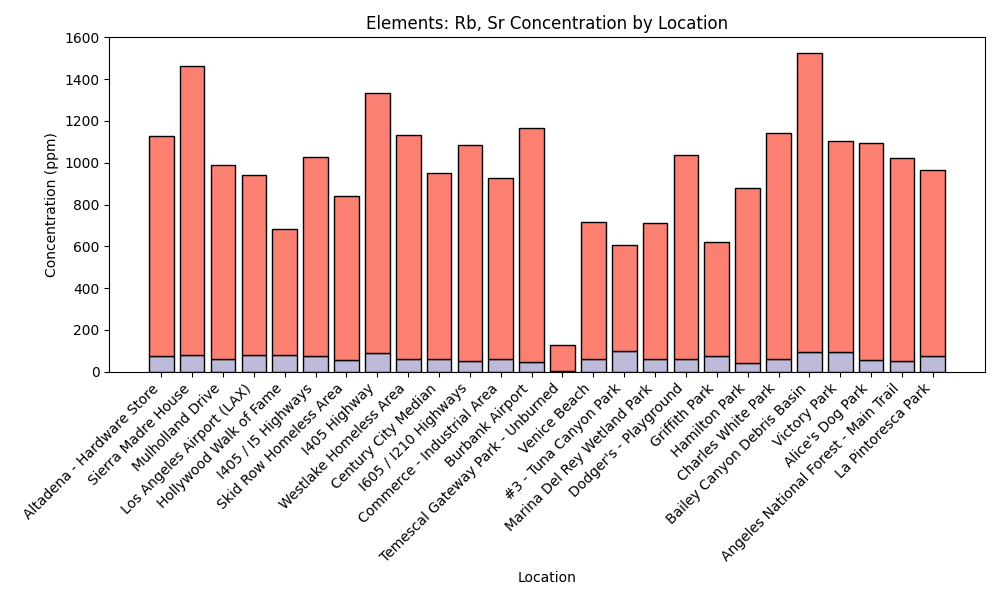 Elements: Rb, Sr Concentration by Location
Concentration (ppm)
1600
1400
1200
1000
800
600
400
200
0
Altadena - Hardware Store
Sierra Madre House
Mulholland Drive
Los Angeles Airport (LAX)
Hollywood Walk of Fame
I405 / I5 Highways
Skid Row Homeless Area
I405 Highway
Westlake Homeless Area
Century City Median
I605 / I210 Highways
Commerce - Industrial Area
Burbank Airport
Temescal Gateway Park - Unburned
Venice Beach
#3 - Tuna Canyon Park
Marina Del Rey Wetland Park
Dodger's - Playground
Griffith Park
Hamilton Park
Charles White Park
Bailey Canyon Debris Basin
Victory Park
Alice's Dog Park
Angeles National Forest - Main Trail
La Pintoresca Park
Location